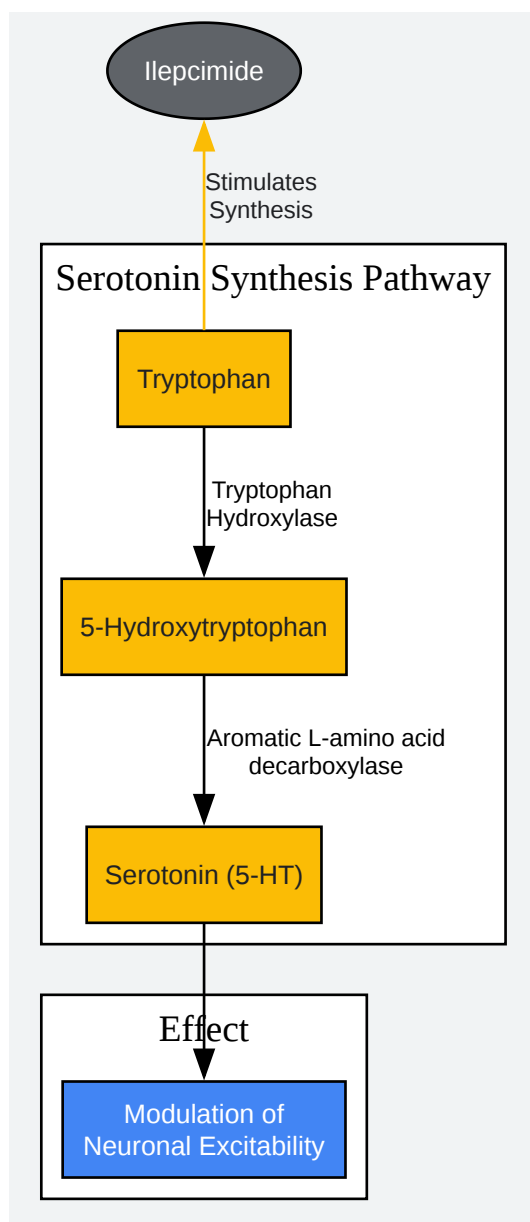 Ilepcimide
Stimulates
Synthesis
Serotonin Synthesis Pathway
Tryptophan
Tryptophan
Hydroxylase
5-Hydroxytryptophan
Aromatic L-amino acid
decarboxylase
Serotonin (5-HT)
Effect
Modulation of
Neuronal Excitability